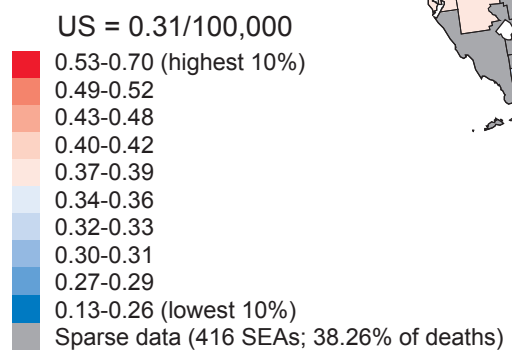 US = 0.31/100,000
0.53-0.70 (highest 10%)
0.49-0.52
0.43-0.48
0.40-0.42
0.37-0.39
0.34-0.36
0.32-0.33
0.30-0.31
0.27-0.29
0.13-0.26 (lowest 10%)
Sparse data (416 SEAs; 38.26% of deaths)